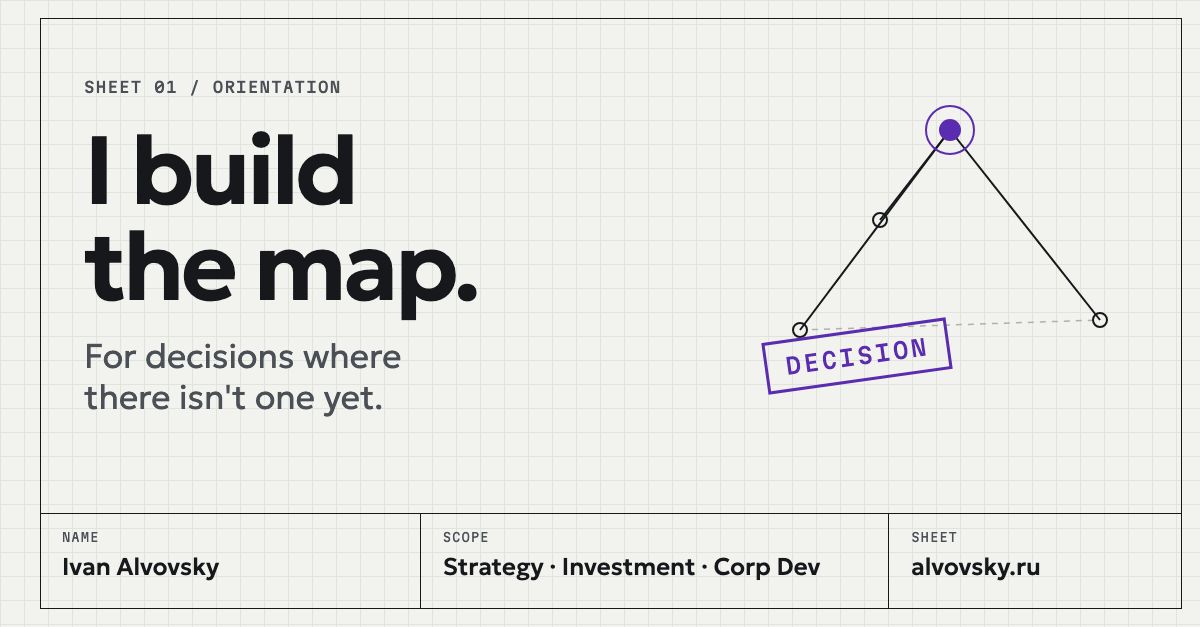 SHEET 01 / ORIENTATION
I build
the map.
For decisions where
there isn't one yet.
DECISION
NAME
Ivan Alvovsky
SCOPE
Strategy · Investment · Corp Dev
SHEET
alvovsky.ru